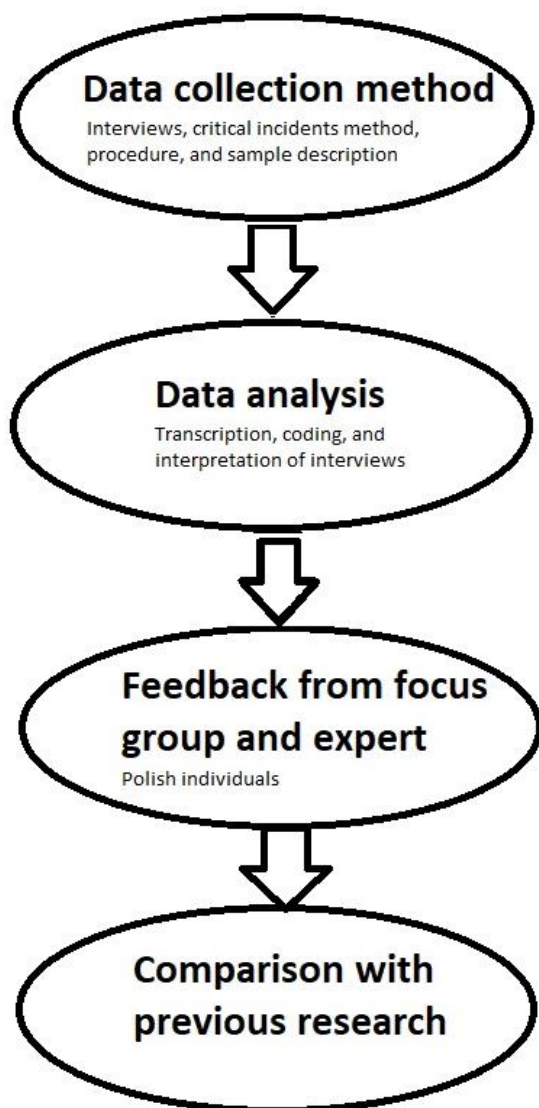 Data collection method
Interviews, critical incidents method,
procedure, and sample description
Data analysis
Transcription, coding, and
interpretation of interviews
Feedback from focus
group and expert
Polish individuals
Comparison with
previous research